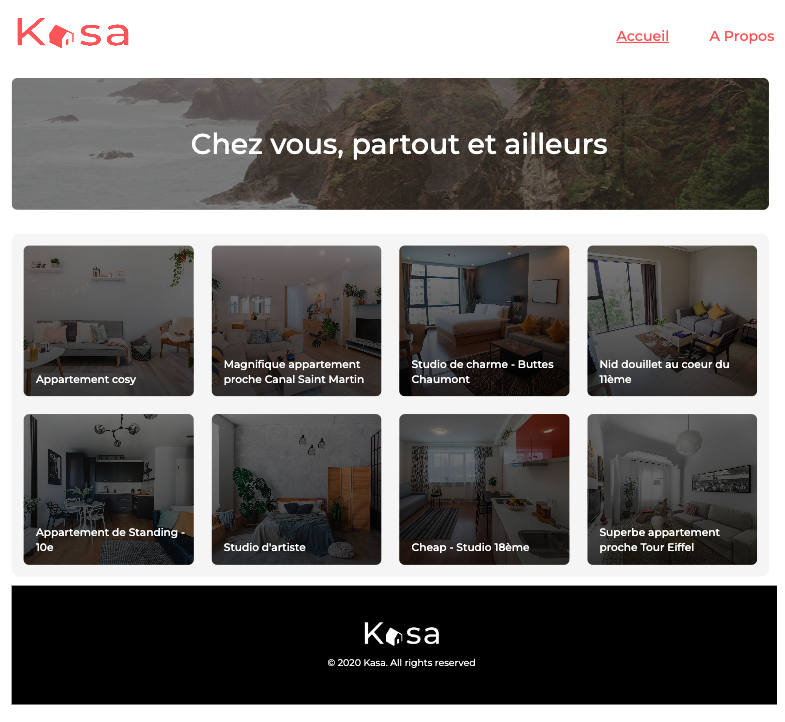 Kasa
Accueil
A Propos
Chez vous, partout et ailleurs
Appartement cosy
Magnifique appartement
proche Canal Saint Martin
Studio de charme - Buttes
Chaumont
Nid douillet au coeur du
11ème
Appartement de Standing -
10e
Studio d'artiste
Cheap - Studio 18ème
Superbe appartement
proche Tour Eiffel
Kasa
© 2020 Kasa. All rights reserved